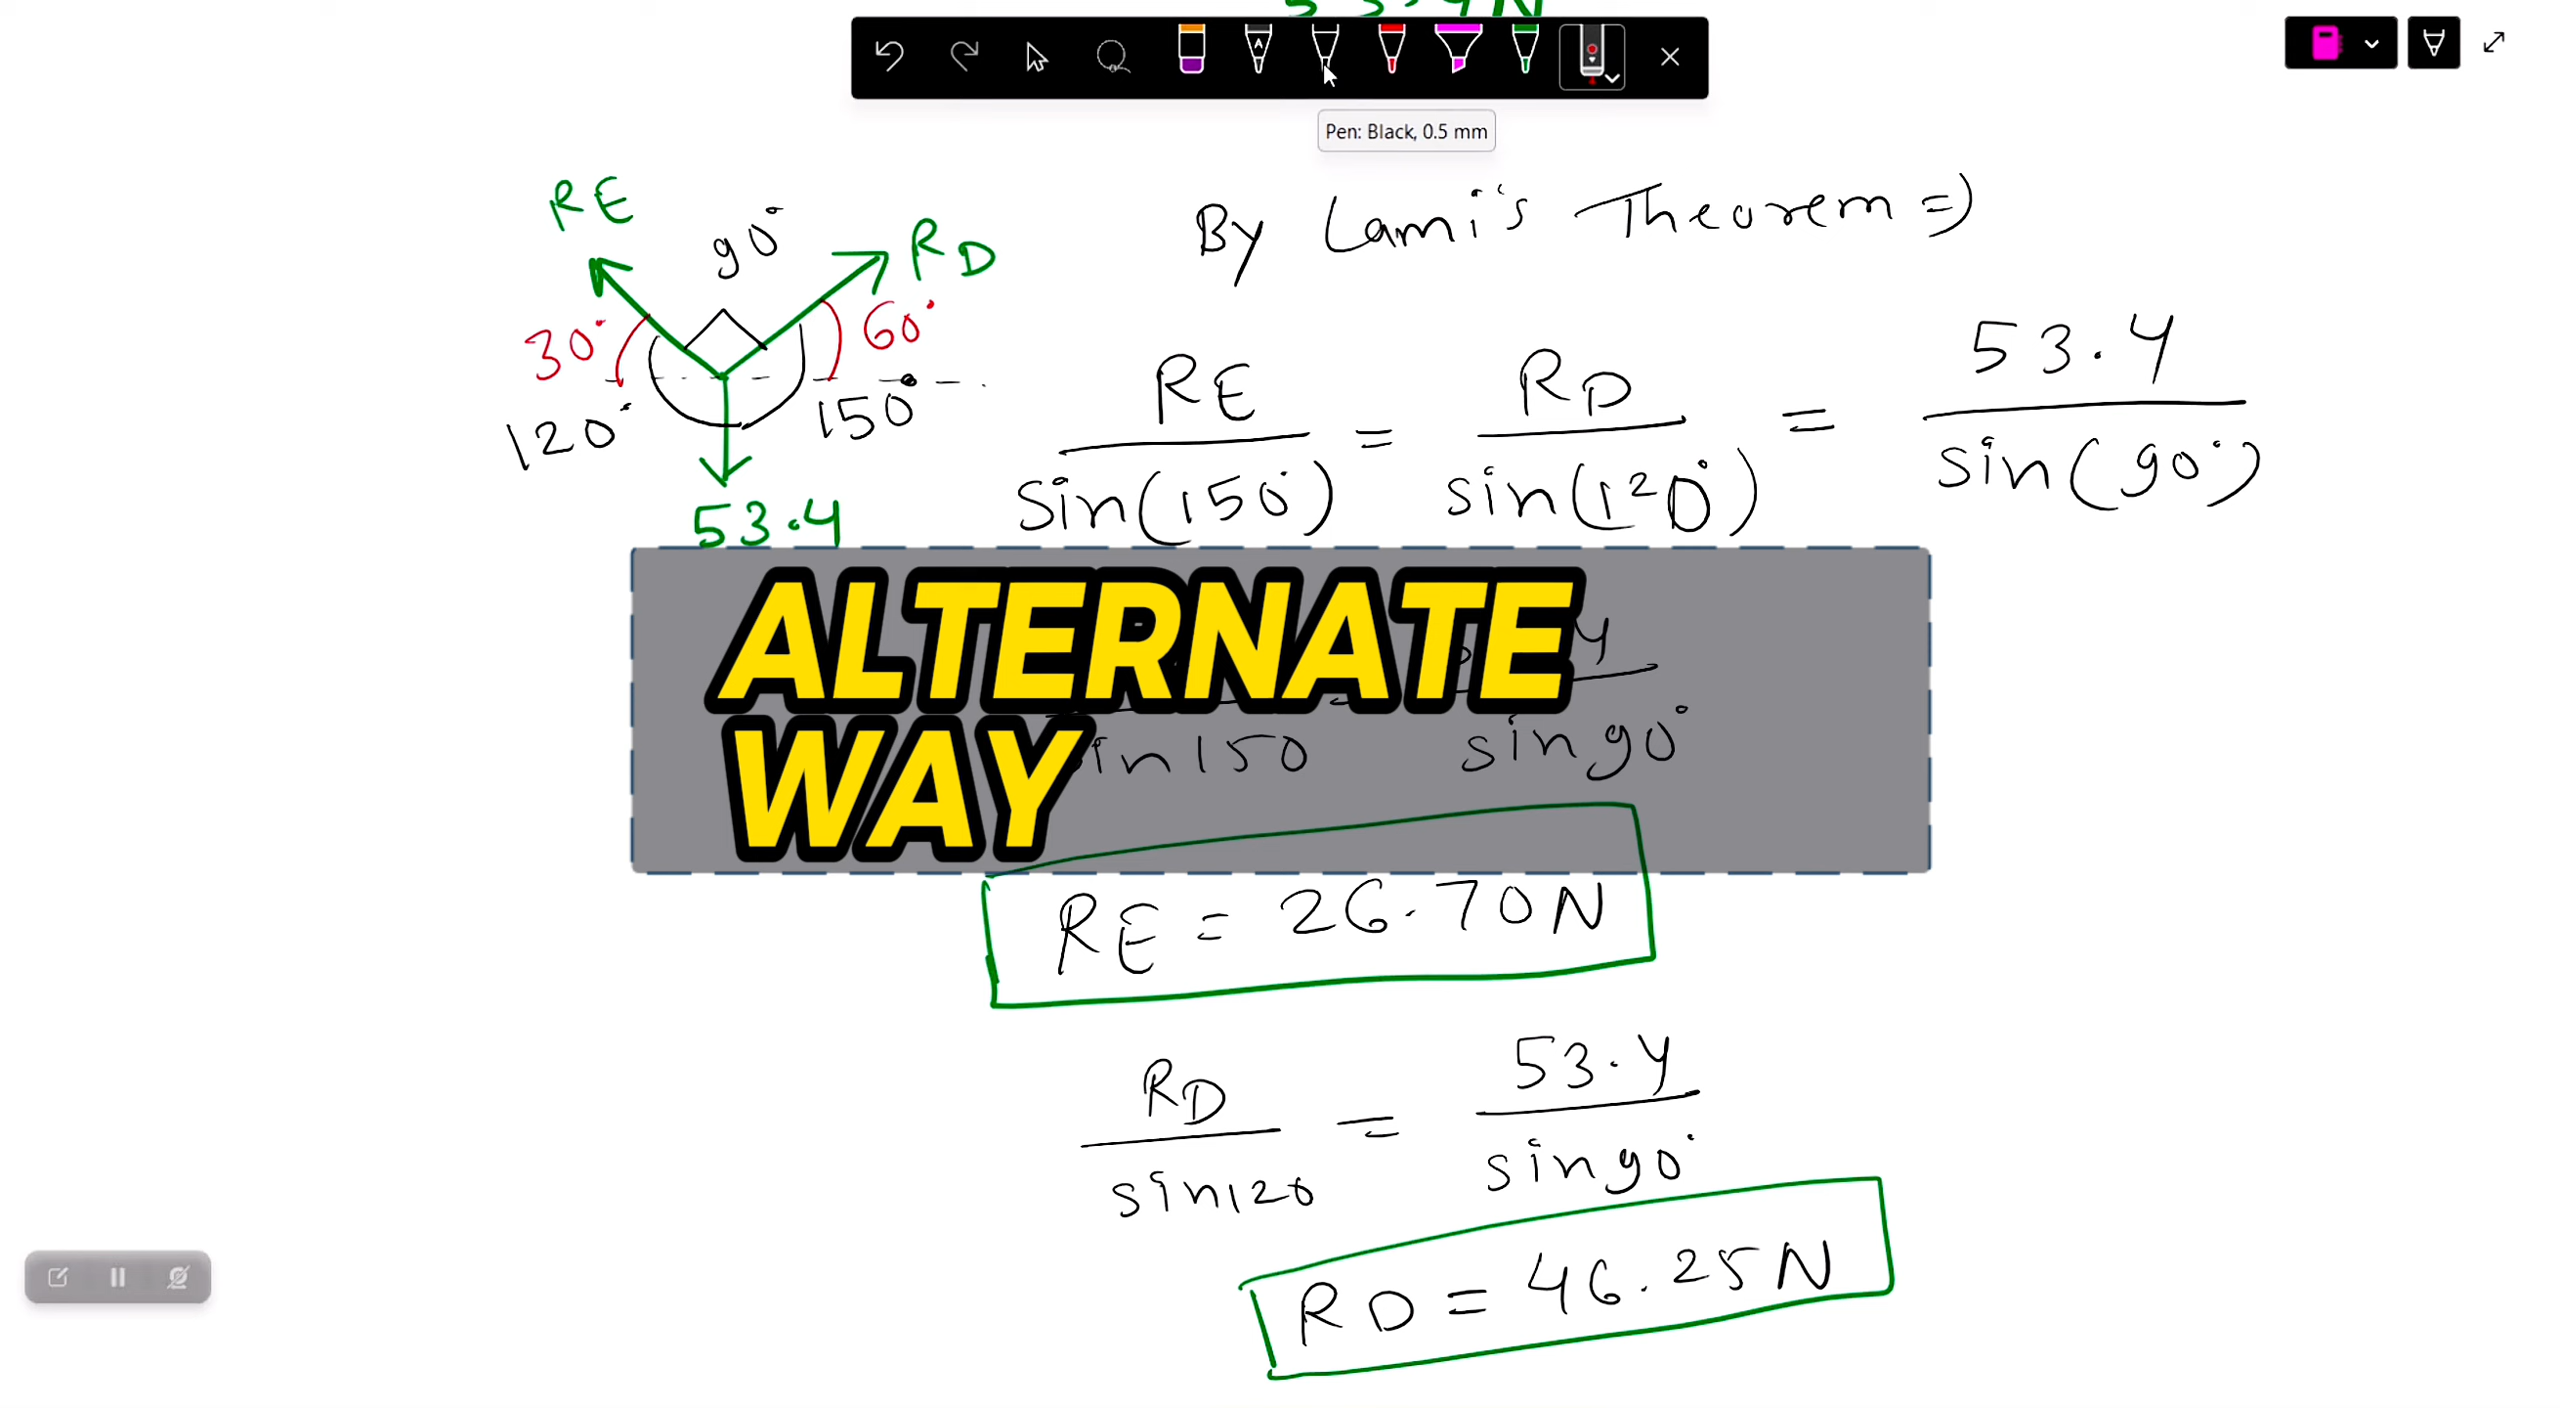 Pen: Black, 0.5 mm
RE
90°
RD
30°
60°
120°
150°
53.4
By Lami's Theorem =)
RE/sin(150°) = RD/sin(120°) = 53.4/sin(90°)
ALTERNATE
WAY
in150 sin90°
RE = 26.70N
RD/sin120 = 53.4/sin90°
RD = 46.25N